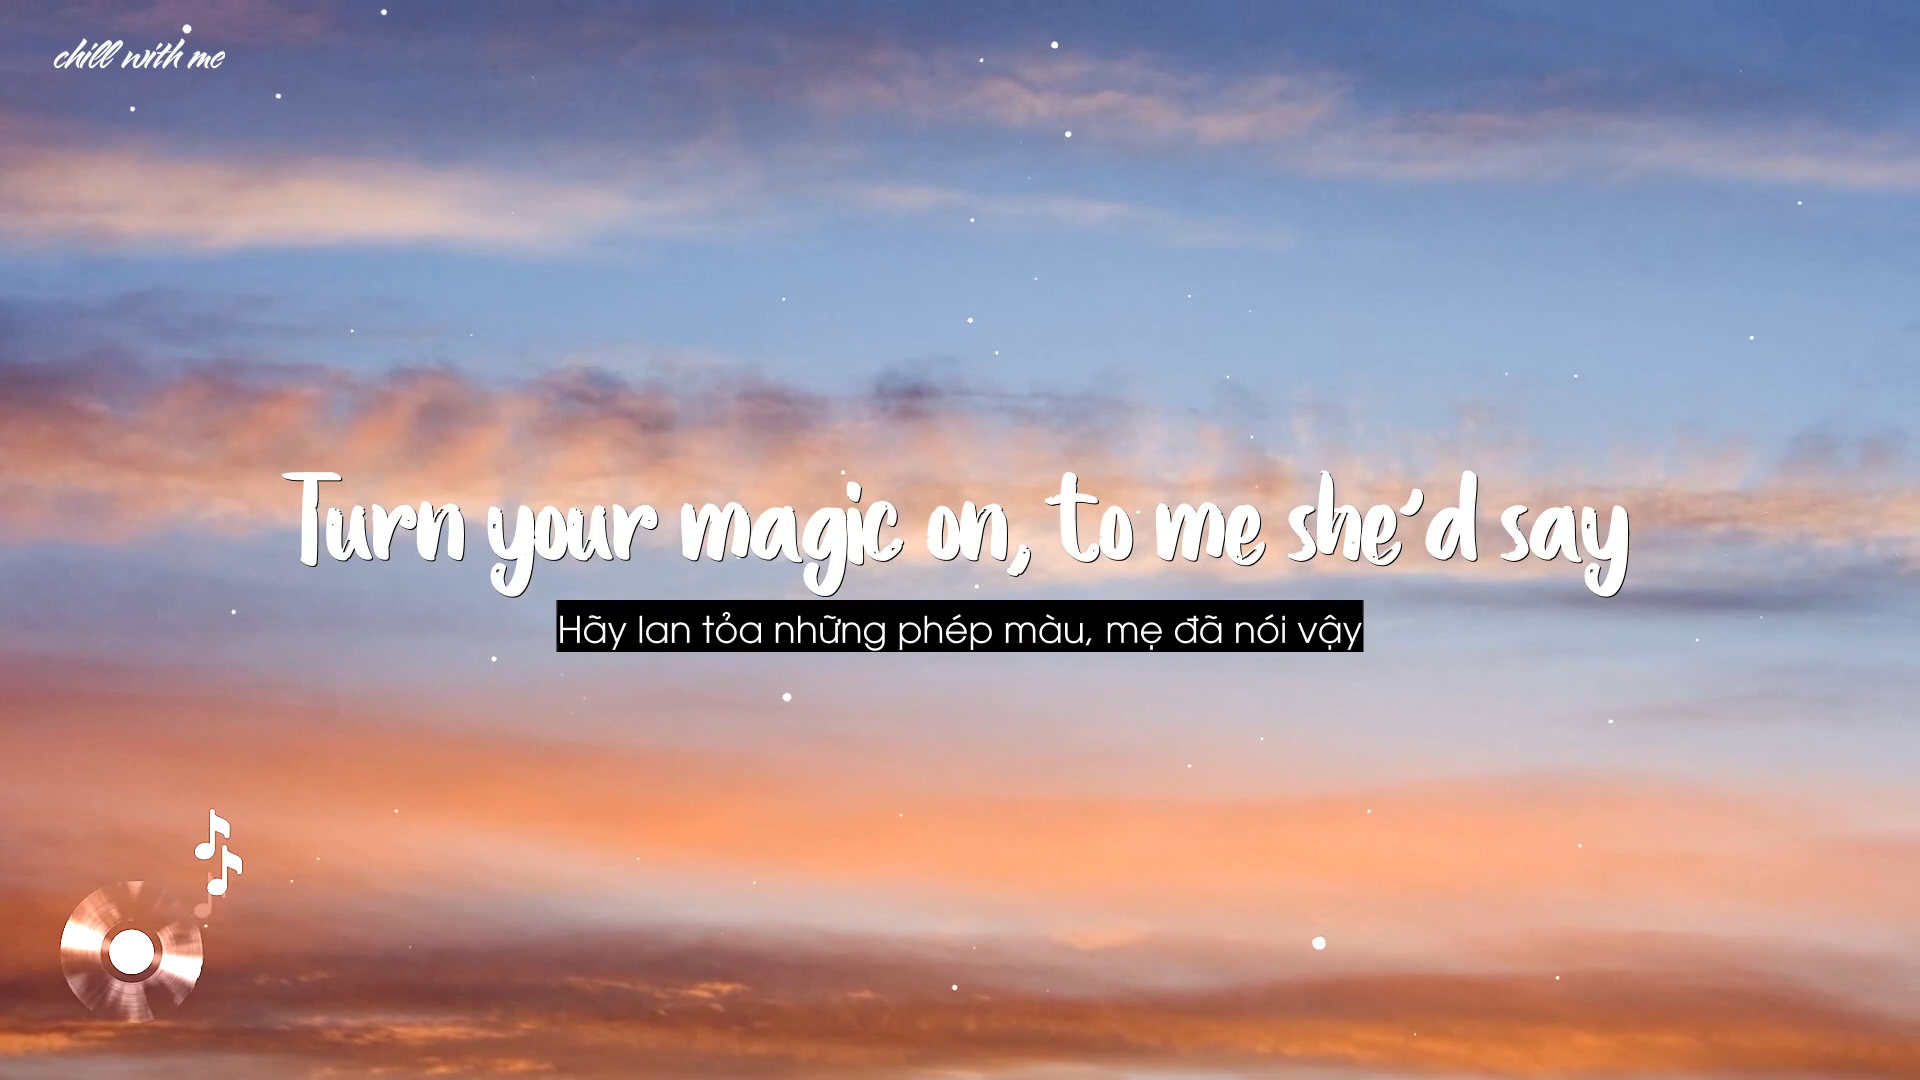 chill with me
Turn your magic on, to me she'd say
Hãy lan tỏa những phép màu, mẹ đã nói vậy